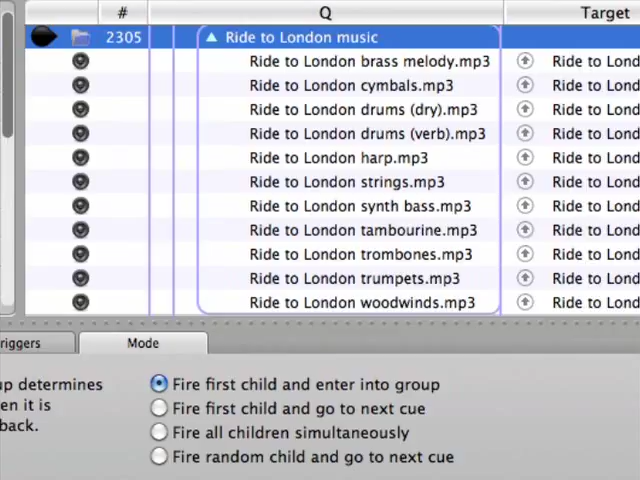 # Q Target
2305 Ride to London music
Ride to London brass melody.mp3 Ride to Lond
Ride to London cymbals.mp3 Ride to Lond
Ride to London drums (dry).mp3 Ride to Lond
Ride to London drums (verb).mp3 Ride to Lond
Ride to London harp.mp3 Ride to Lond
Ride to London strings.mp3 Ride to Lond
Ride to London synth bass.mp3 Ride to Lond
Ride to London tambourine.mp3 Ride to Lond
Ride to London trombones.mp3 Ride to Lond
Ride to London trumpets.mp3 Ride to Lond
Ride to London woodwinds.mp3 Ride to Lond
riggers Mode
up determines
en it is
back.
Fire first child and enter into group
Fire first child and go to next cue
Fire all children simultaneously
Fire random child and go to next cue